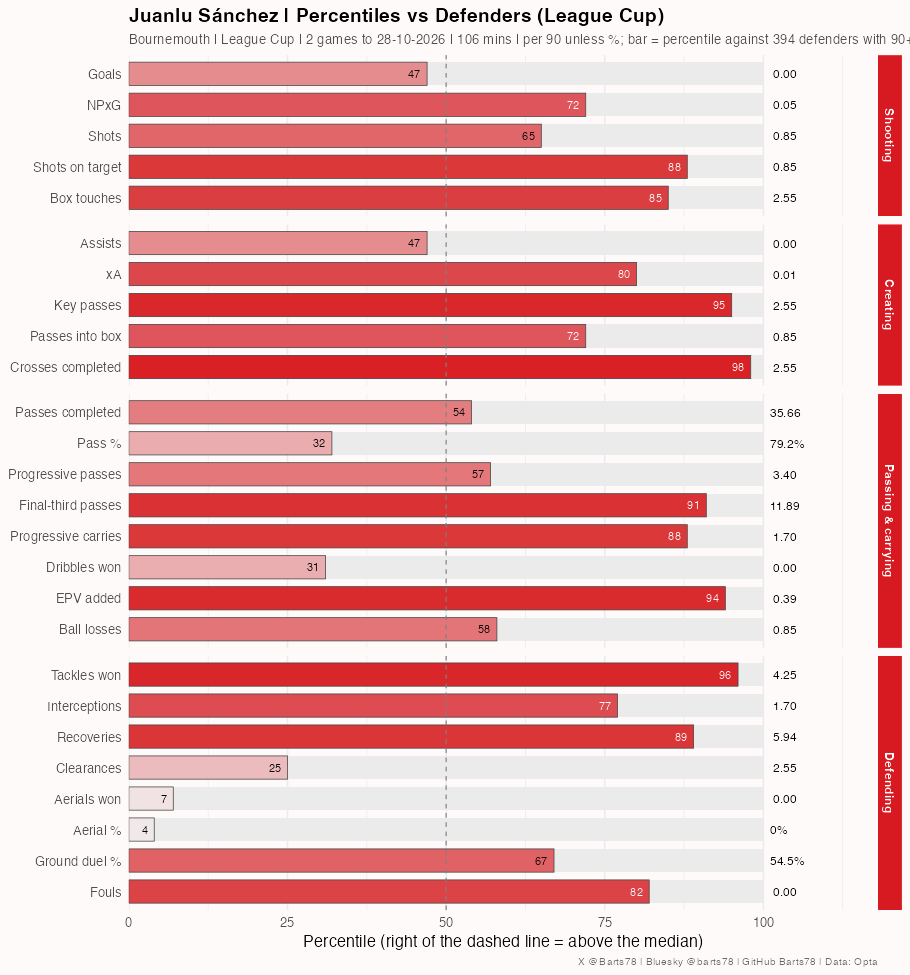 Juanlu Sánchez | Percentiles vs Defenders (League Cup)
Bournemouth | League Cup | 2 games to 28-10-2026 | 106 mins | per 90 unless %; bar = percentile against 394 defenders with 90+
Goals 47 0.00
NPxG 72 0.05
Shots 65 0.85
Shots on target 88 0.85
Box touches 85 2.55
Shooting
Assists 47 0.00
xA 80 0.01
Key passes 95 2.55
Passes into box 72 0.85
Crosses completed 98 2.55
Creating
Passes completed 54 35.66
Pass % 32 79.2%
Progressive passes 57 3.40
Final-third passes 91 11.89
Progressive carries 88 1.70
Dribbles won 31 0.00
EPV added 94 0.39
Ball losses 58 0.85
Passing & carrying
Tackles won 96 4.25
Interceptions 77 1.70
Recoveries 89 5.94
Clearances 25 2.55
Aerials won 7 0.00
Aerial % 4 0%
Ground duel % 67 54.5%
Fouls 82 0.00
Defending
0 25 50 75 100
Percentile (right of the dashed line = above the median)
X @Barts78 | Bluesky @barts78 | GitHub Barts78 | Data: Opta